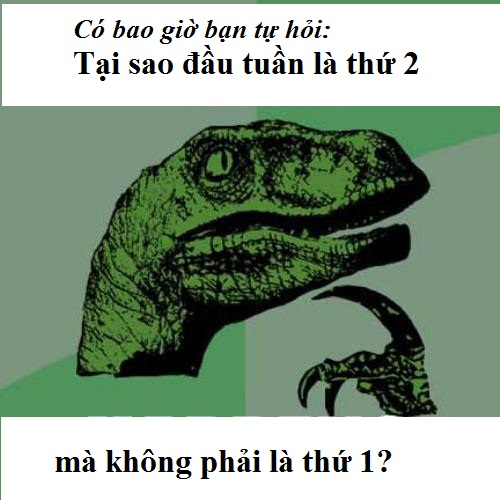 Có bao giờ bạn tự hỏi:
Tại sao đầu tuần là thứ 2
mà không phải là thứ 1?